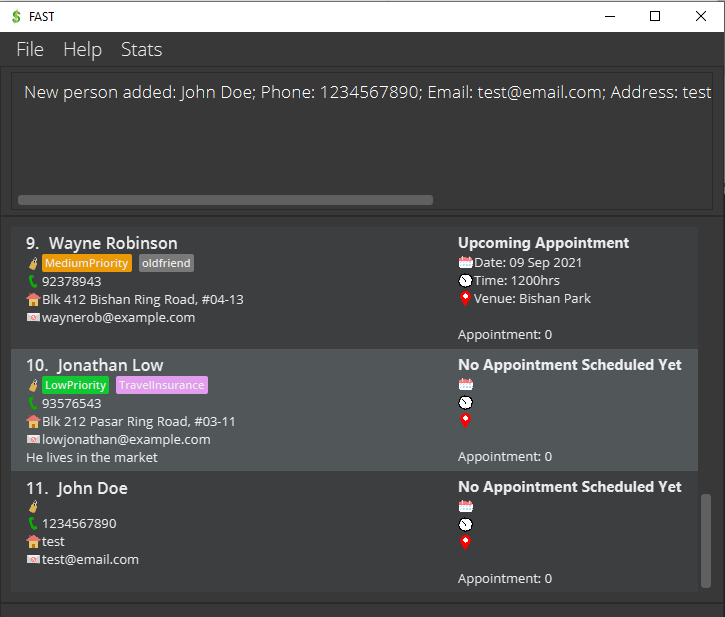 FAST
File Help Stats
New person added: John Doe; Phone: 1234567890; Email: test@email.com; Address: test
9. Wayne Robinson
MediumPriority oldfriend
92378943
Blk 412 Bishan Ring Road, #04-13
waynerob@example.com
Upcoming Appointment
Date: 09 Sep 2021
Time: 1200hrs
Venue: Bishan Park
Appointment: 0
10. Jonathan Low
LowPriority TravelInsurance
93576543
Blk 212 Pasar Ring Road, #03-11
lowjonathan@example.com
He lives in the market
No Appointment Scheduled Yet
Appointment: 0
11. John Doe
1234567890
test
test@email.com
No Appointment Scheduled Yet
Appointment: 0